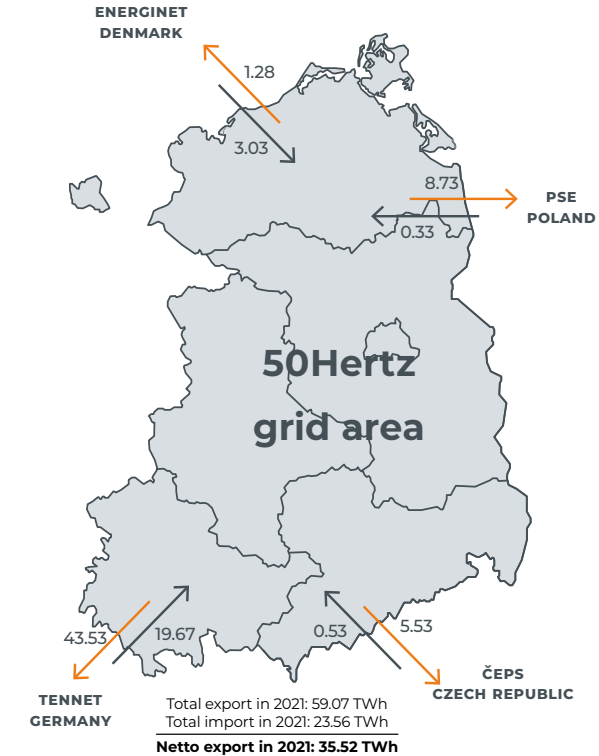 ENERGINET
DENMARK
1.28
3.03
8.73
PSE
POLAND
0.33
50Hertz
grid area
43.53
19.67
0.53
5.53
TENNET
GERMANY
ČEPS
CZECH REPUBLIC
Total export in 2021: 59.07 TWh
Total import in 2021: 23.56 TWh
Netto export in 2021: 35.52 TWh